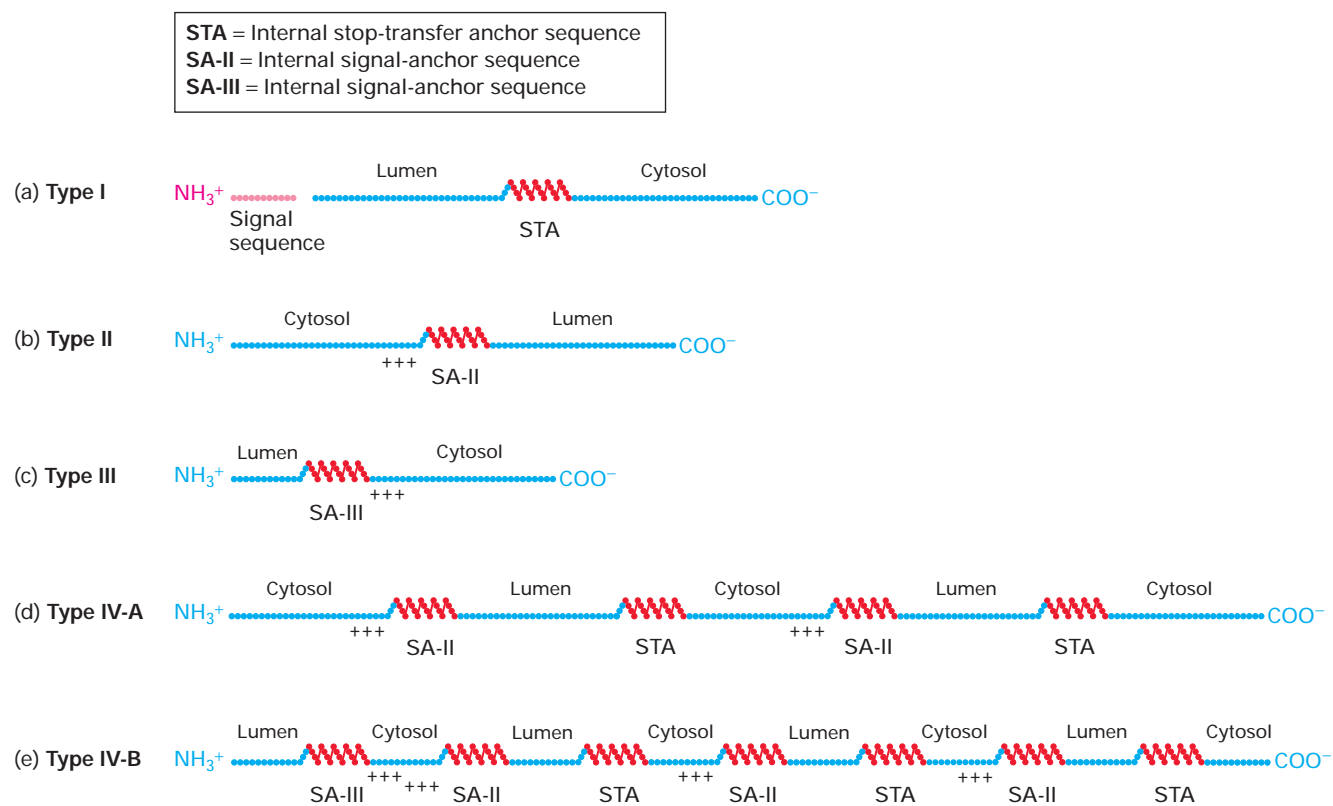 STA = Internal stop-transfer anchor sequence
SA-II = Internal signal-anchor sequence
SA-III = Internal signal-anchor sequence
Lumen Cytosol
(a) Type I NH₃⁺ COO⁻
Signal
sequence STA
Cytosol Lumen
(b) Type II NH₃⁺ COO⁻
+++
SA-II
Lumen Cytosol
(c) Type III NH₃⁺ COO⁻
+++
SA-III
Cytosol Lumen Cytosol Lumen Cytosol
(d) Type IV-A NH₃⁺ COO⁻
+++ +++
SA-II STA SA-II STA
Lumen Cytosol Lumen Cytosol Lumen Cytosol Lumen Cytosol
(e) Type IV-B NH₃⁺ COO⁻
+++ +++ +++ +++
SA-III SA-II STA SA-II STA SA-II STA